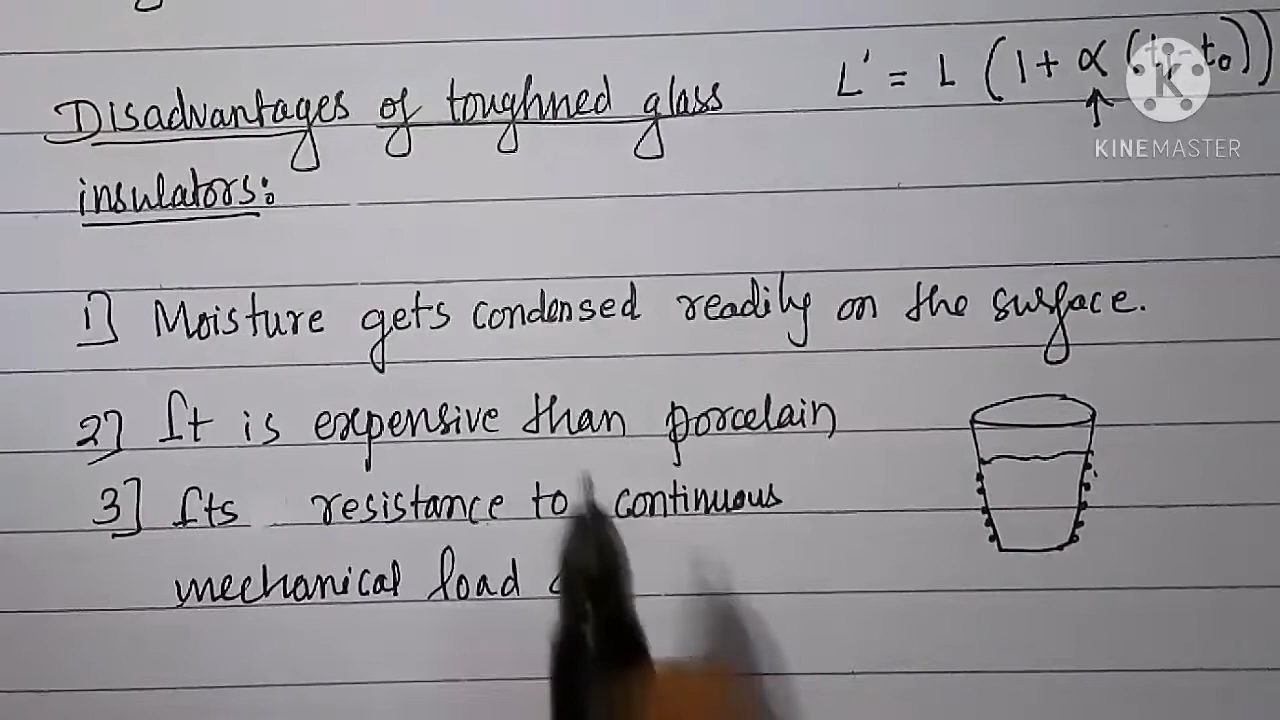 Disadvantages of toughned glass
insulators:
L' = L (1 + α (t₁ - t₀))
KINEMASTER
1] Moisture gets condensed readily on the surface.
2] It is expensive than porcelain
3] Its resistance to continuous
mechanical load